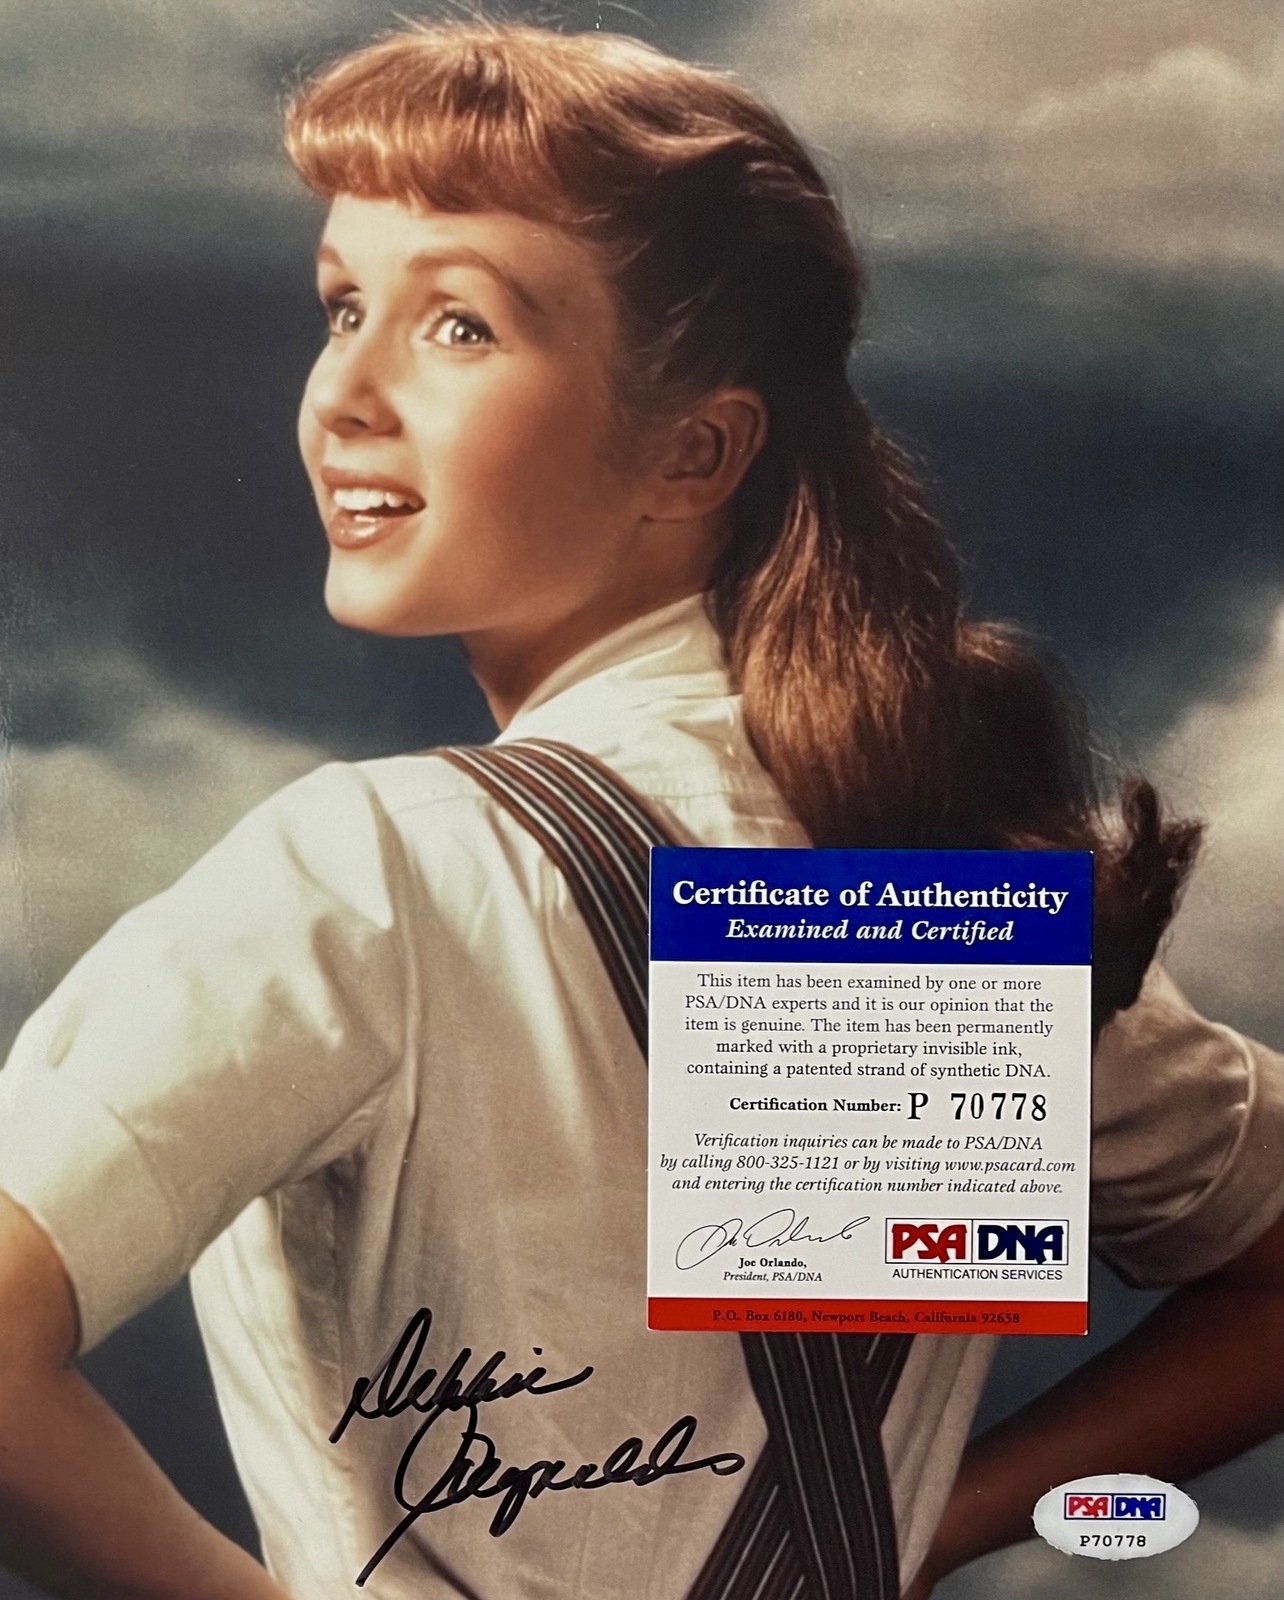 Certificate of Authenticity
Examined and Certified
This item has been examined by one or more
PSA/DNA experts and it is our opinion that the
item is genuine. The item has been permanently
marked with a proprietary invisible ink,
containing a patented strand of synthetic DNA.
Certification Number: P 70778
Verification inquiries can be made to PSA/DNA
by calling 800-325-1121 or by visiting www.psacard.com
and entering the certification number indicated above.
Joe Orlando
Joe Orlando,
President, PSA/DNA
PSA DNA
AUTHENTICATION SERVICES
P.O. Box 6180, Newport Beach, California 92658
Debbie
Reynolds
PSA DNA
P70778